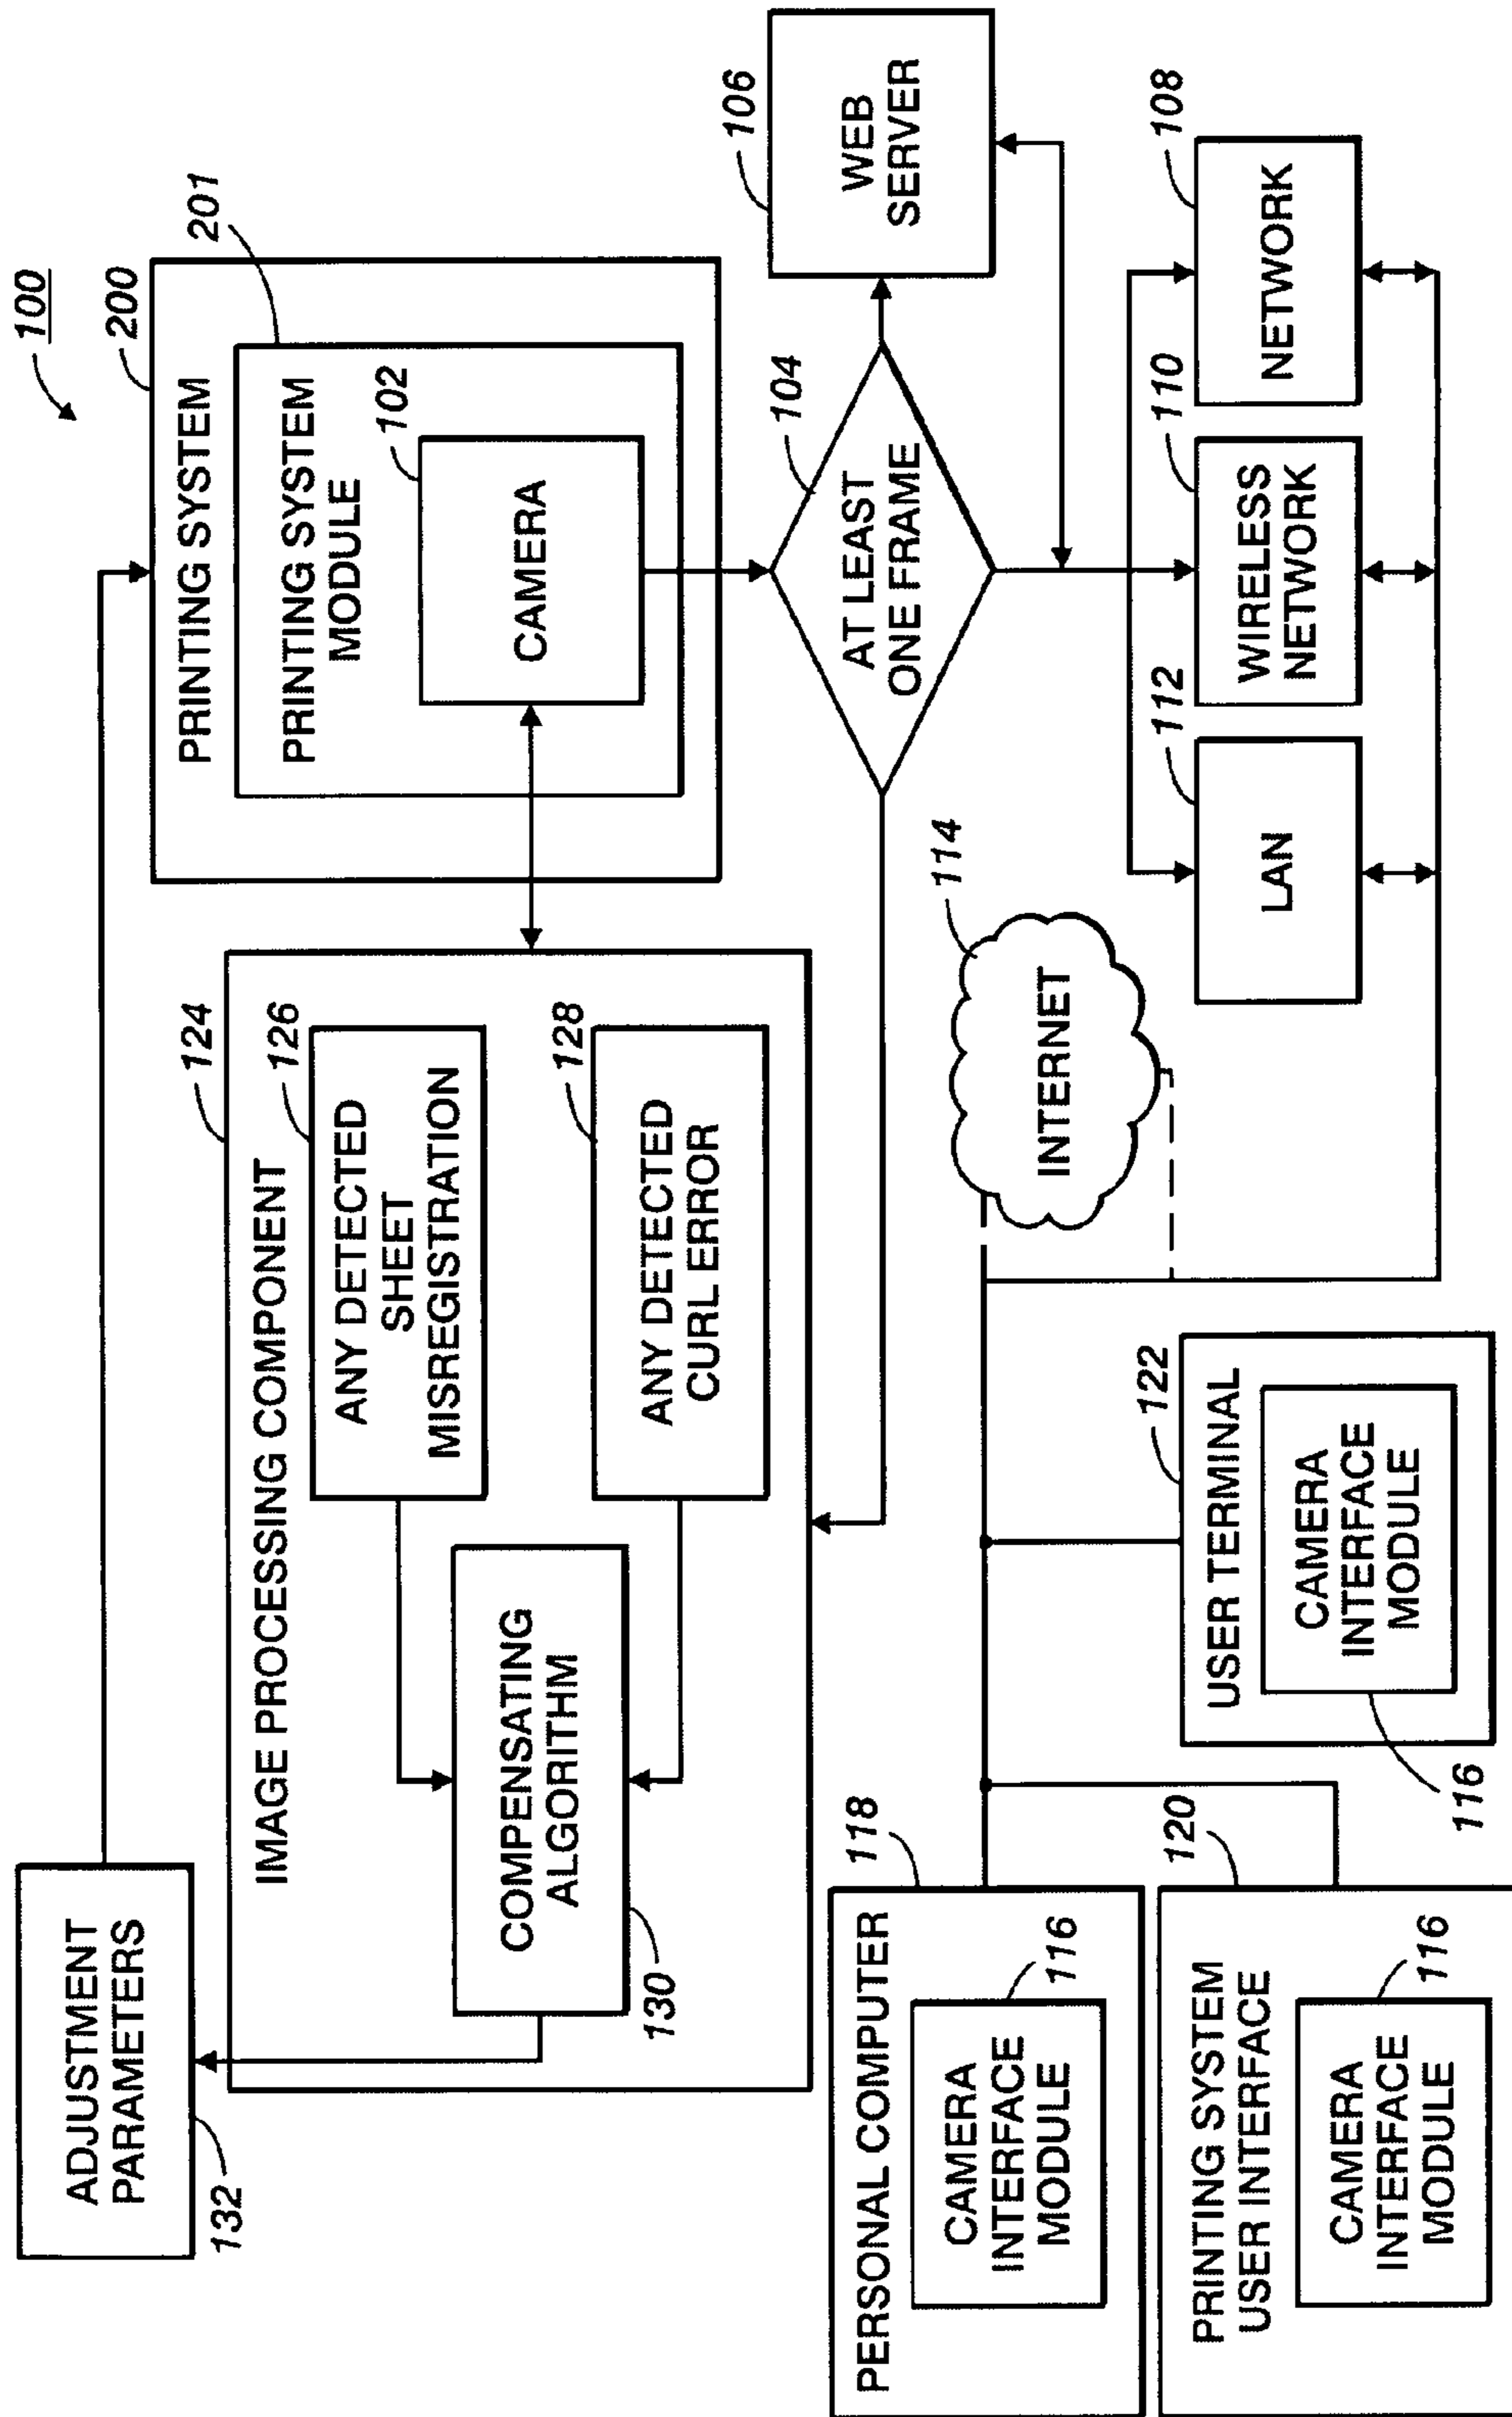 100
132
ADJUSTMENT
PARAMETERS
200
PRINTING SYSTEM
201
PRINTING SYSTEM
MODULE
102
CAMERA
124
IMAGE PROCESSING COMPONENT
126
ANY DETECTED
SHEET
MISREGISTRATION
128
ANY DETECTED
CURL ERROR
COMPENSATING
ALGORITHM
130
104
AT LEAST
ONE FRAME
106
WEB
SERVER
108
NETWORK
110
WIRELESS
NETWORK
112
LAN
114
INTERNET
118
PERSONAL COMPUTER
CAMERA
INTERFACE
MODULE
116
120
PRINTING SYSTEM
USER INTERFACE
CAMERA
INTERFACE
MODULE
116
122
USER TERMINAL
CAMERA
INTERFACE
MODULE
116